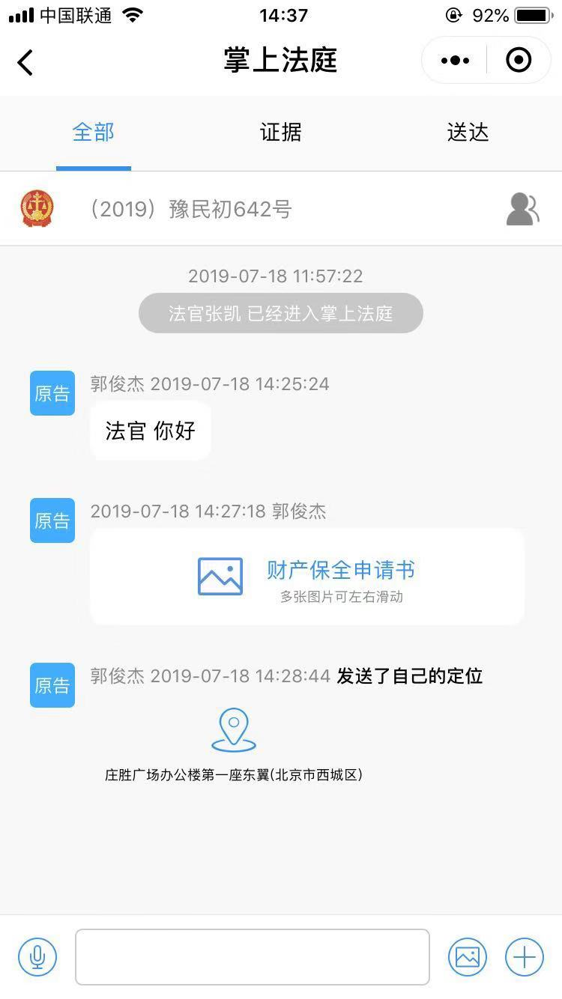 中国联通 14:37 92%
掌上法庭
全部 证据 送达
（2019）豫民初642号
2019-07-18 11:57:22
法官张凯 已经进入掌上法庭
原告
郭俊杰 2019-07-18 14:25:24
法官 你好
原告
2019-07-18 14:27:18 郭俊杰
财产保全申请书
多张图片可左右滑动
原告
郭俊杰 2019-07-18 14:28:44 发送了自己的定位
庄胜广场办公楼第一座东翼(北京市西城区)